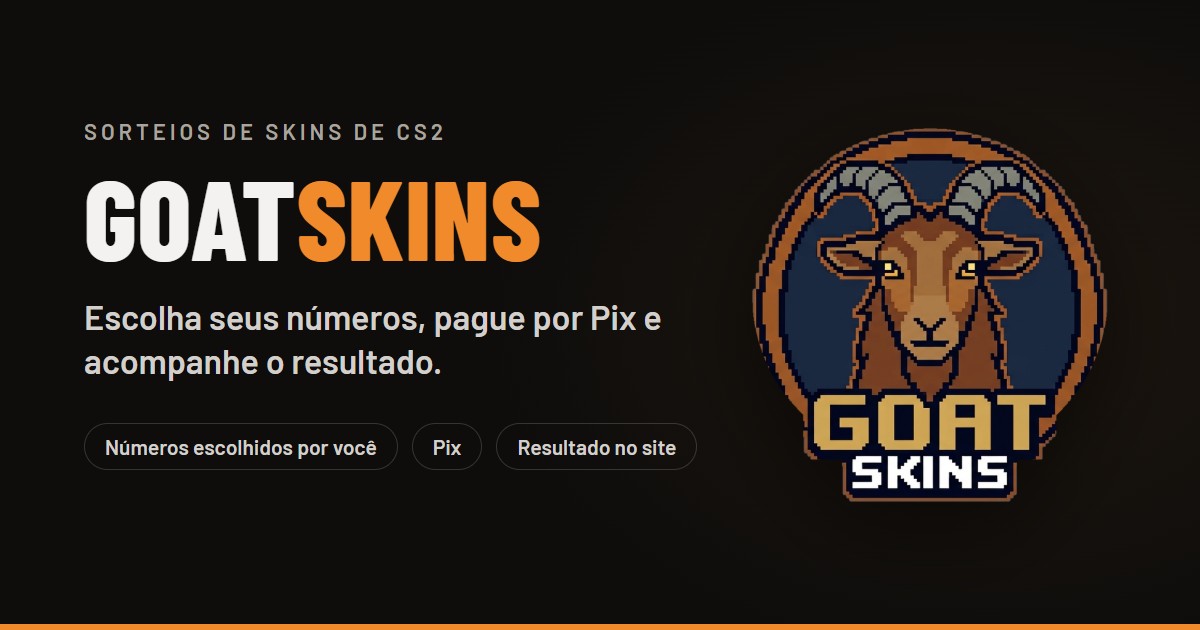 SORTEIOS DE SKINS DE CS2
GOATSKINS
Escolha seus números, pague por Pix e
acompanhe o resultado.
Números escolhidos por você
Pix
Resultado no site
GOAT
SKINS